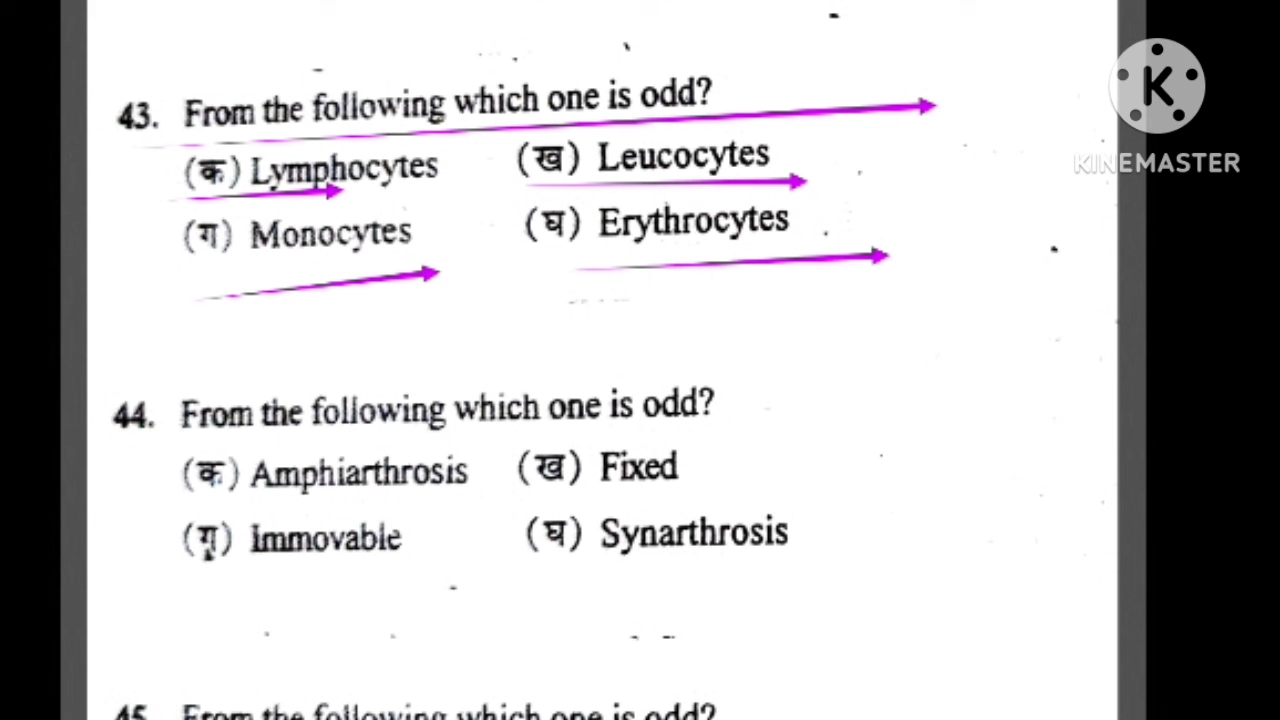 43. From the following which one is odd?
(क) Lymphocytes (ख) Leucocytes
(ग) Monocytes (घ) Erythrocytes
44. From the following which one is odd?
(क) Amphiarthrosis (ख) Fixed
(ग) Immovable (घ) Synarthrosis
45. From the following which one is odd?
KINEMASTER